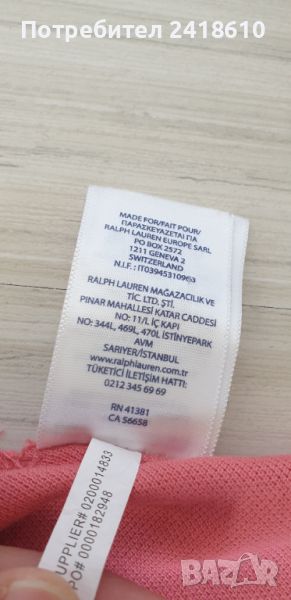 Потребител 2418610
MADE FOR/FAIT POUR/
ΠΑΡΑΣΚΕΥΑΖΕΤΑΙ ΓΙΑ
RALPH LAUREN EUROPE SARL
PO BOX 2572
1211 GENEVA 2
SWITZERLAND
N.I.F. : IT03945310963
RALPH LAUREN MAĞAZACILIK VE
TİC. LTD. ŞTİ.
PINAR MAHALLESİ KATAR CADDESİ
NO: 11/I. İÇ KAPI
NO: 344L, 469L, 470L İSTİNYEPARK
AVM
SARIYER/İSTANBUL
www.ralphlauren.com
TÜKETİCİ İLETİŞİM HATTI:
0212 345 69 69
RN 41381
CA 56658
SUPPLIER# 0200014833
PO# 0000182948
BAZAR